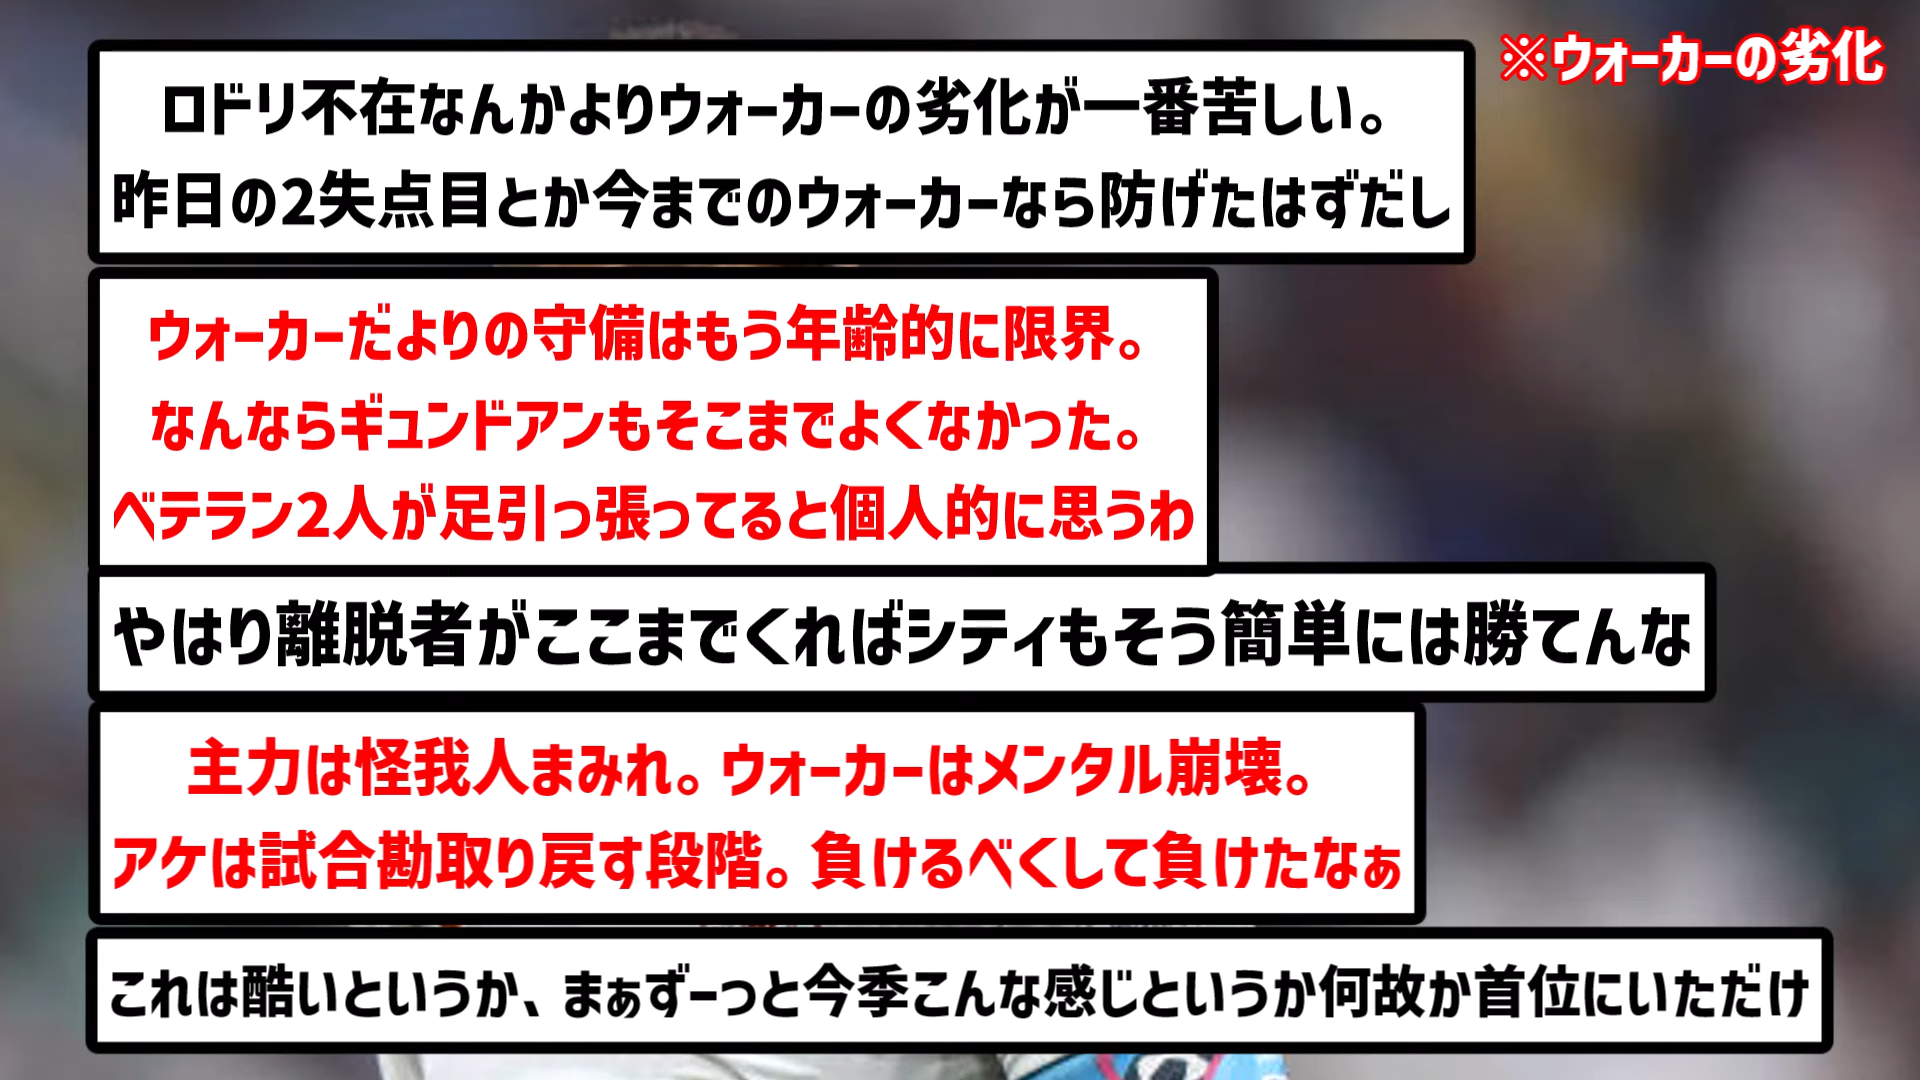 ※ウォーカーの劣化
ロドリ不在なんかよりウォーカーの劣化が一番苦しい。
昨日の2失点目とか今までのウォーカーなら防げたはずだし
ウォーカーだよりの守備はもう年齢的に限界。
なんならギュンドアンもそこまでよくなかった。
ベテラン2人が足引っ張ってると個人的に思うわ
やはり離脱者がここまでくればシティもそう簡単には勝てんな
主力は怪我人まみれ。ウォーカーはメンタル崩壊。
アケは試合勘取り戻す段階。負けるべくして負けたなぁ
これは酷いというか、まぁずーっと今季こんな感じというか何故か首位にいただけ